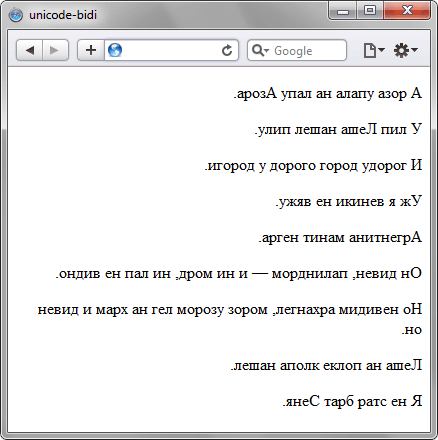 unicode-bidi
Google
.арозА упал ан алапу азор А
.улип лешан ашеЛ пил У
.игород у дорого город удорог И
.ужяв ен икинев я жУ
.арген тинам анитнегрА
.ондив ен пал ин ,дром ин и — морднилап ,невид нО
невид и марх ан гел морозу зором ,легнахра мидивен оН
.но
.лешан аполк еклоп ан ашеЛ
.янеС тарб ратс ен Я